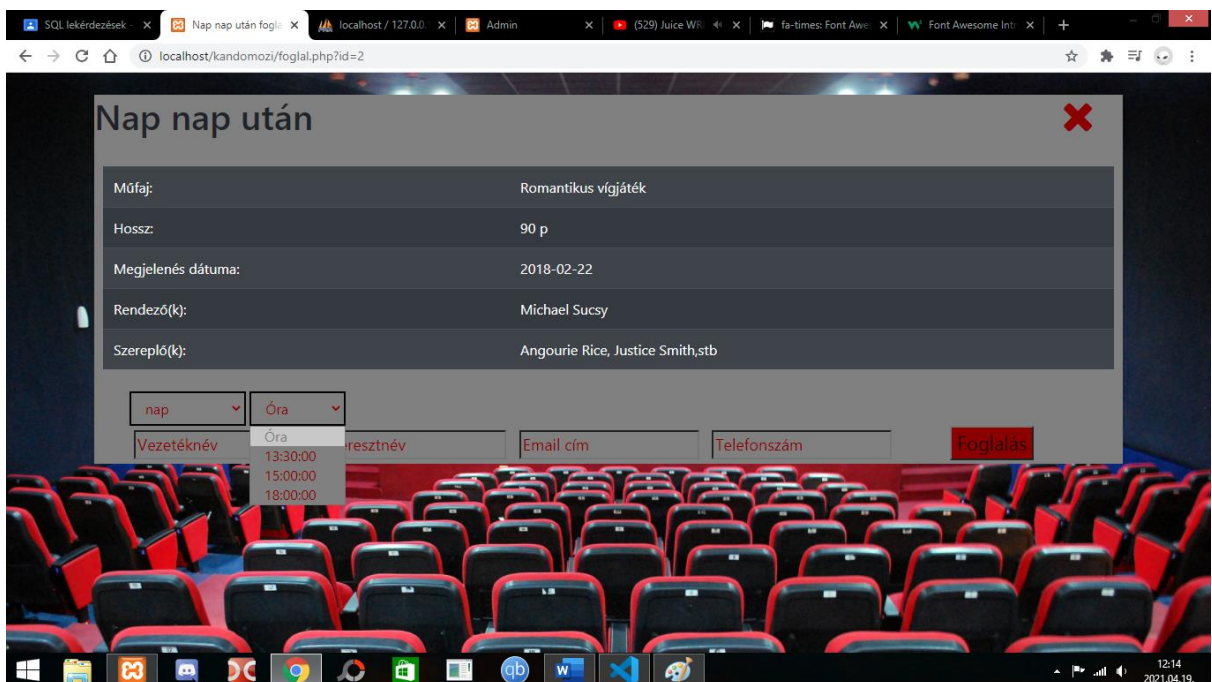 SQL lekérdezések -
Nap nap után fogla
localhost / 127.0.0.
Admin
(529) Juice WR
fa-times: Font Awe
Font Awesome Int
localhost/kandomozi/foglal.php?id=2
Nap nap után
Műfaj: Romantikus vígjáték
Hossz: 90 p
Megjelenés dátuma: 2018-02-22
Rendező(k): Michael Sucsy
Szereplő(k): Angourie Rice, Justice Smith,stb
nap Óra
Óra
Vezetéknév resztnév Email cím Telefonszám Foglalás
13:30:00
15:00:00
18:00:00
qb W
12:14
2021.04.19.